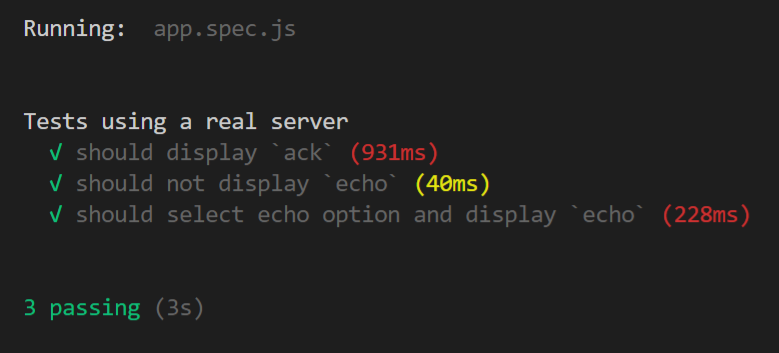 Running:  app.spec.js
Tests using a real server
√ should display `ack` (931ms)
√ should not display `echo` (40ms)
√ should select echo option and display `echo` (228ms)
3 passing (3s)